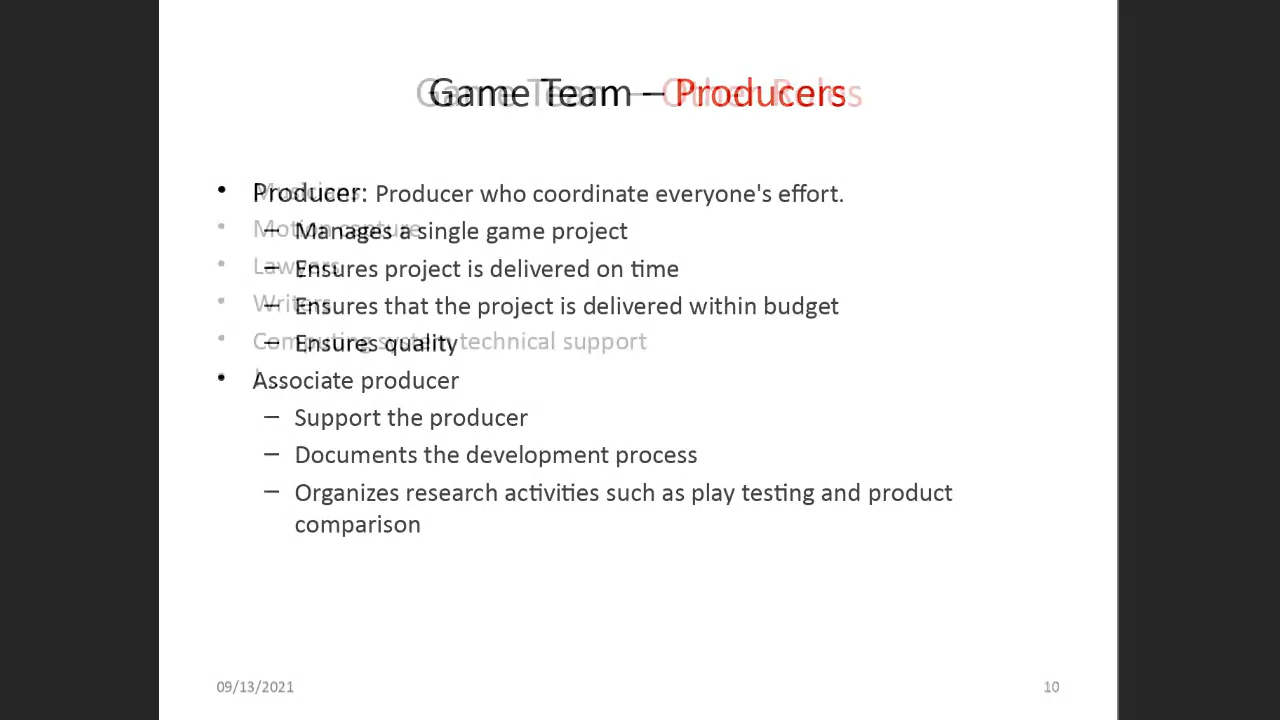 Game Team – Producers
Game Team – Other Roles
• Producer: Producer who coordinate everyone's effort.
• Musicians
– Manages a single game project
• Motion capture
– Ensures project is delivered on time
• Lawyers
– Ensures that the project is delivered within budget
• Writers
– Ensures quality
• Computing system technical support
• Associate producer
– Support the producer
– Documents the development process
– Organizes research activities such as play testing and product
comparison
09/13/2021
10